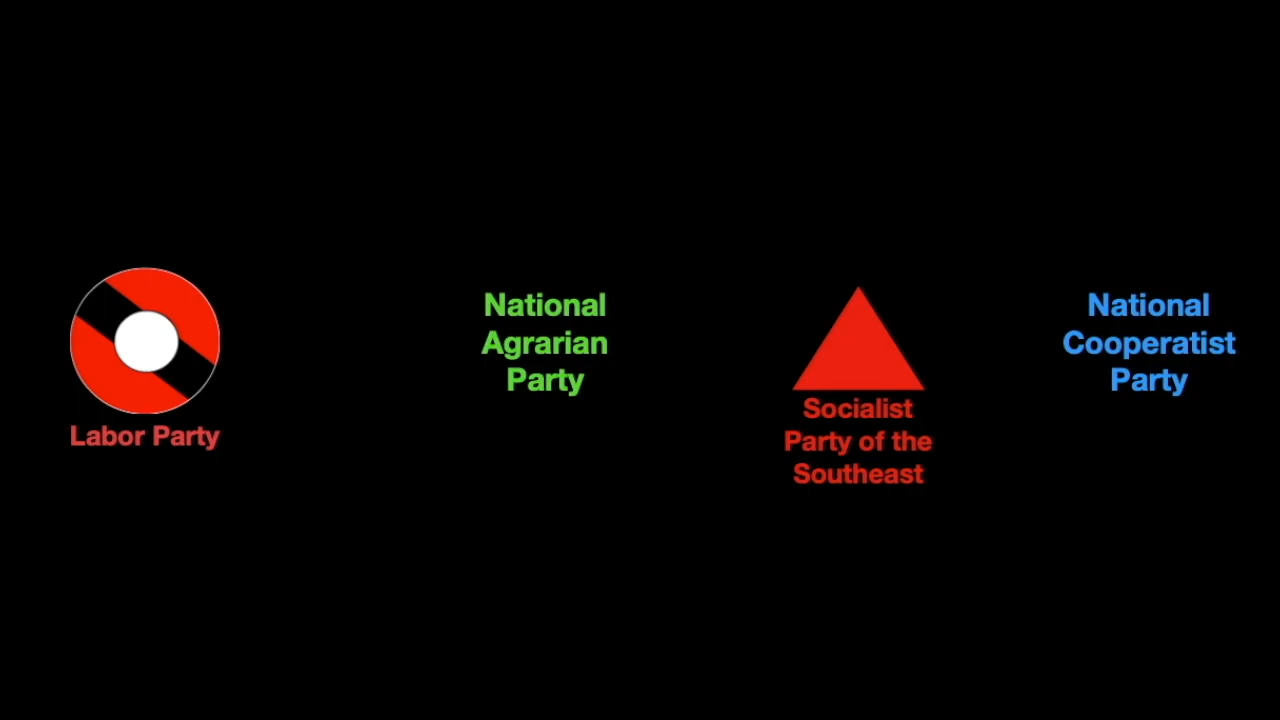 Labor Party
National
Agrarian
Party
Socialist
Party of the
Southeast
National
Cooperatist
Party